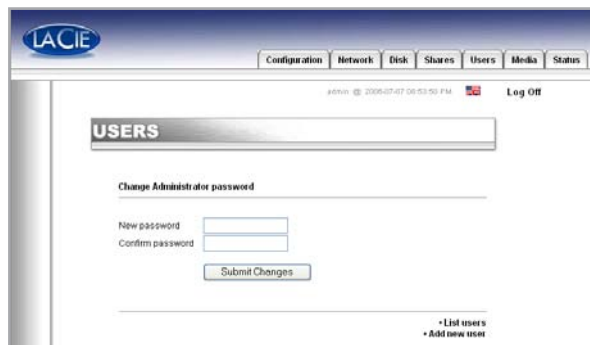 LACIE
Configuration Network Disk Shares Users Media Status
admin @ 2006-07-07 06:53:50 PM Log Off
USERS
Change Administrator password
New password
Confirm password
Submit Changes
• List users
• Add new user